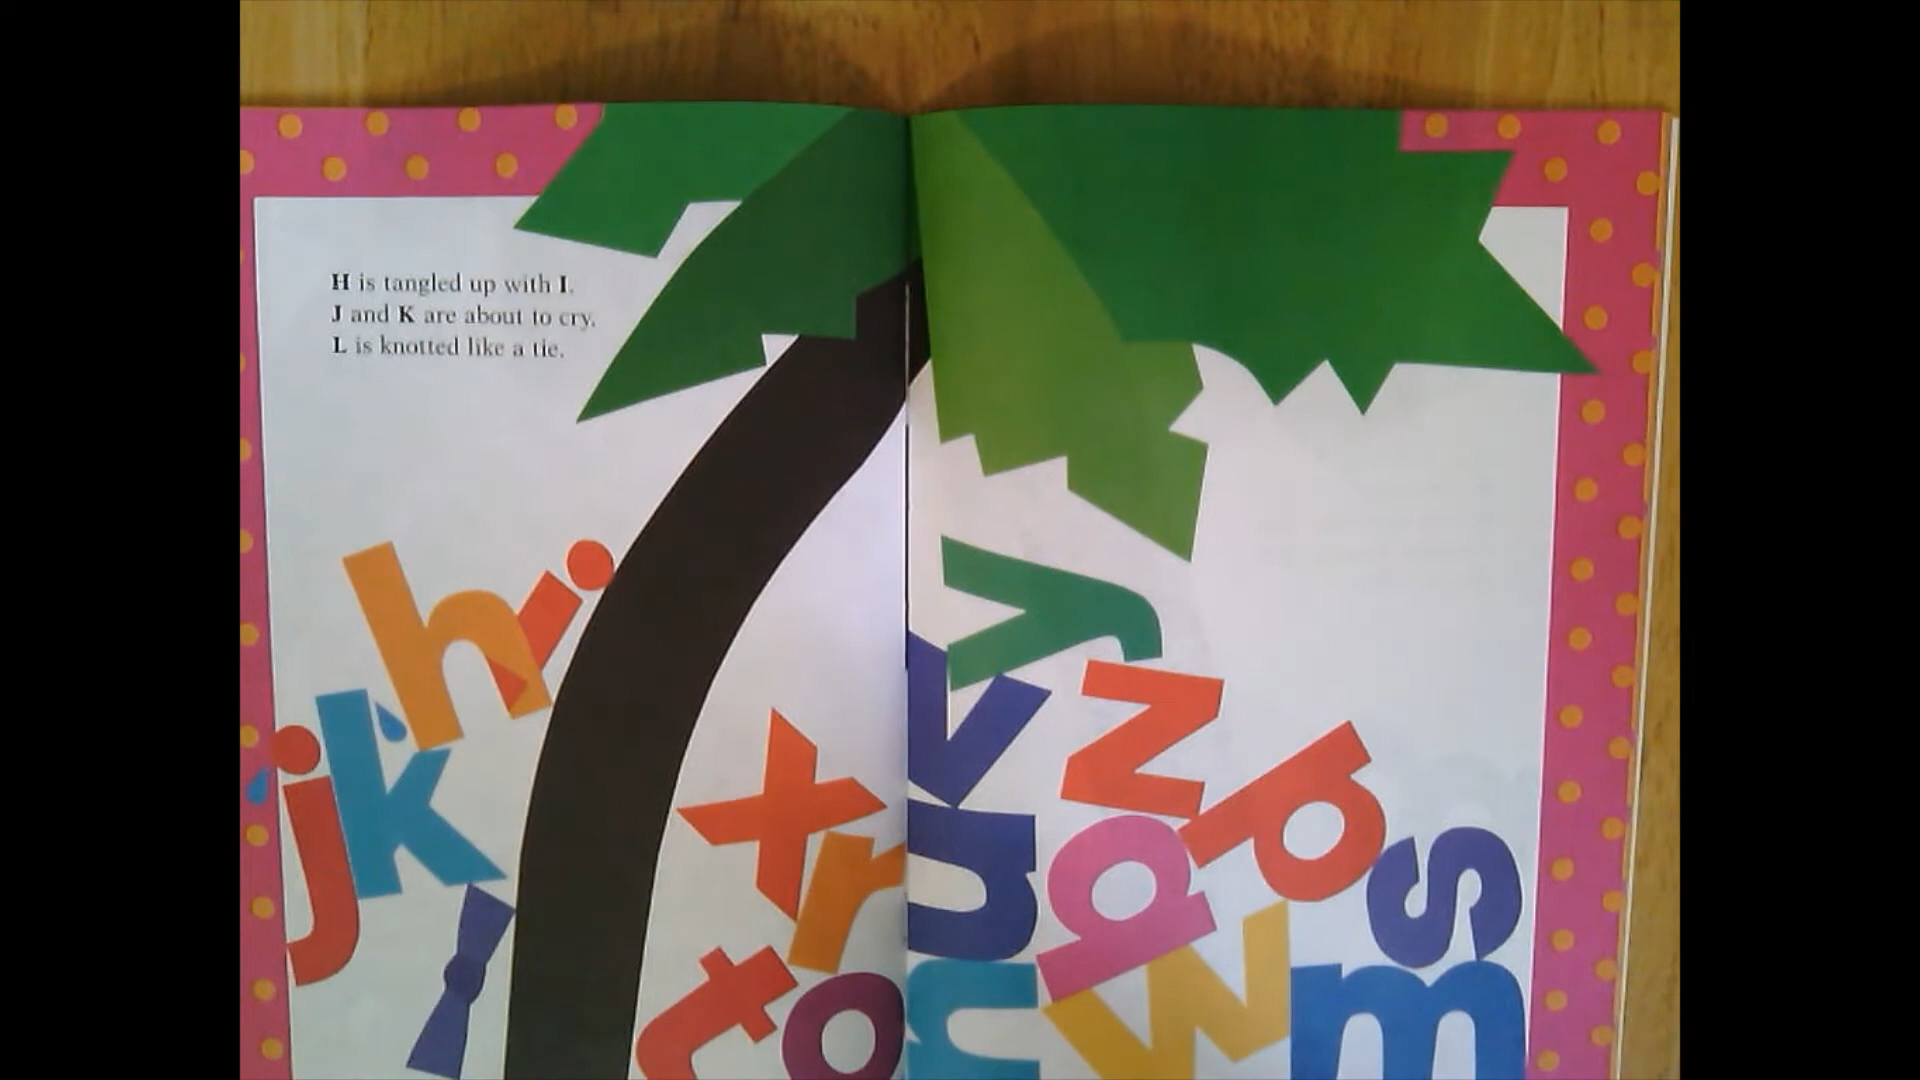 H is tangled up with I.
J and K are about to cry.
L is knotted like a tie.
h i
j k
l
y
x r v z p
u q s
t o n w m